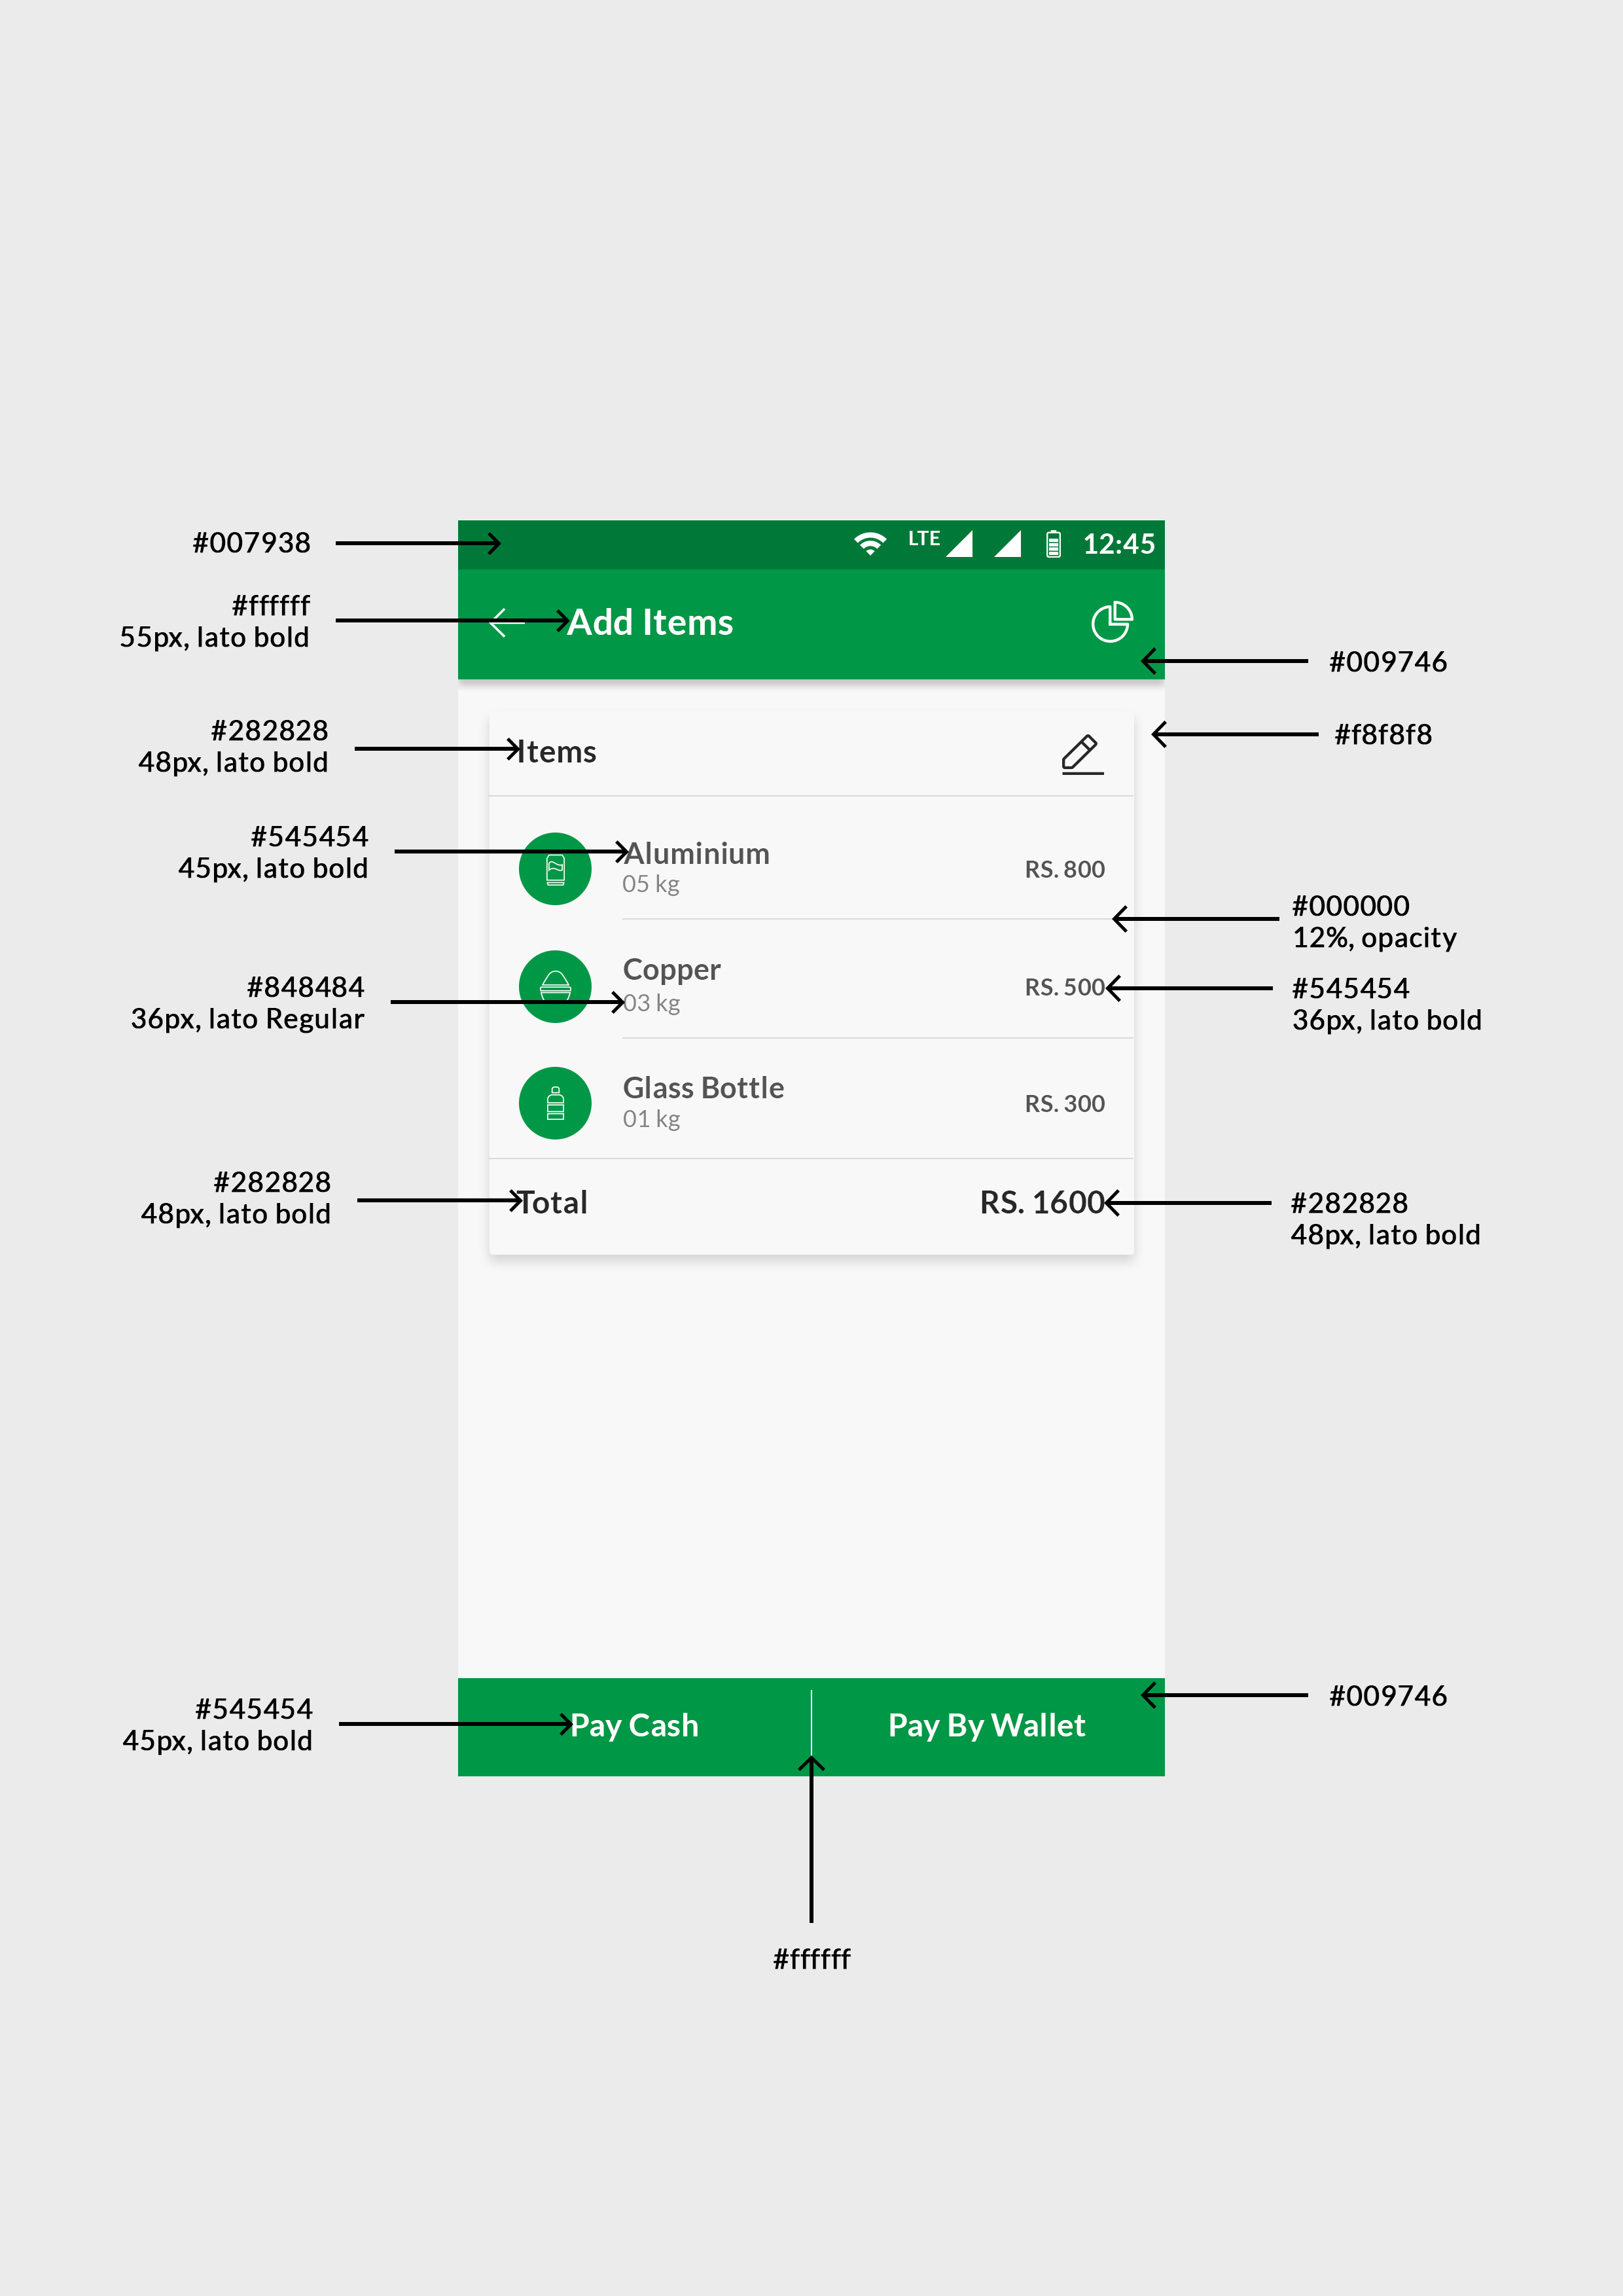 #007938
LTE
12:45
#ffffff
55px, lato bold
Add Items
#009746
#282828
48px, lato bold
Items
#f8f8f8
#545454
45px, lato bold
Aluminium
05 kg
RS. 800
#000000
12%, opacity
Copper
RS. 500
#545454
36px, lato bold
#848484
36px, lato Regular
03 kg
Glass Bottle
01 kg
RS. 300
#282828
48px, lato bold
Total
RS. 1600
#282828
48px, lato bold
#545454
45px, lato bold
Pay Cash
Pay By Wallet
#009746
#ffffff